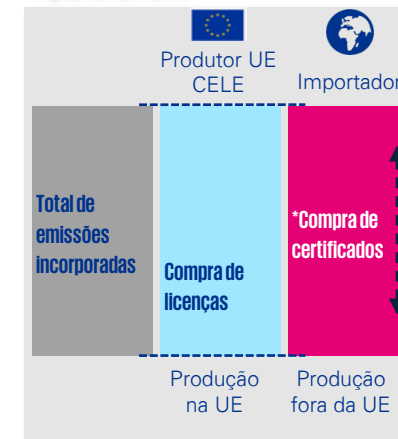 Produtor UE
CELE
Importador
Total de
emissões
incorporadas
Compra de
licenças
*Compra de
certificados
Produção
na UE
Produção
fora da UE